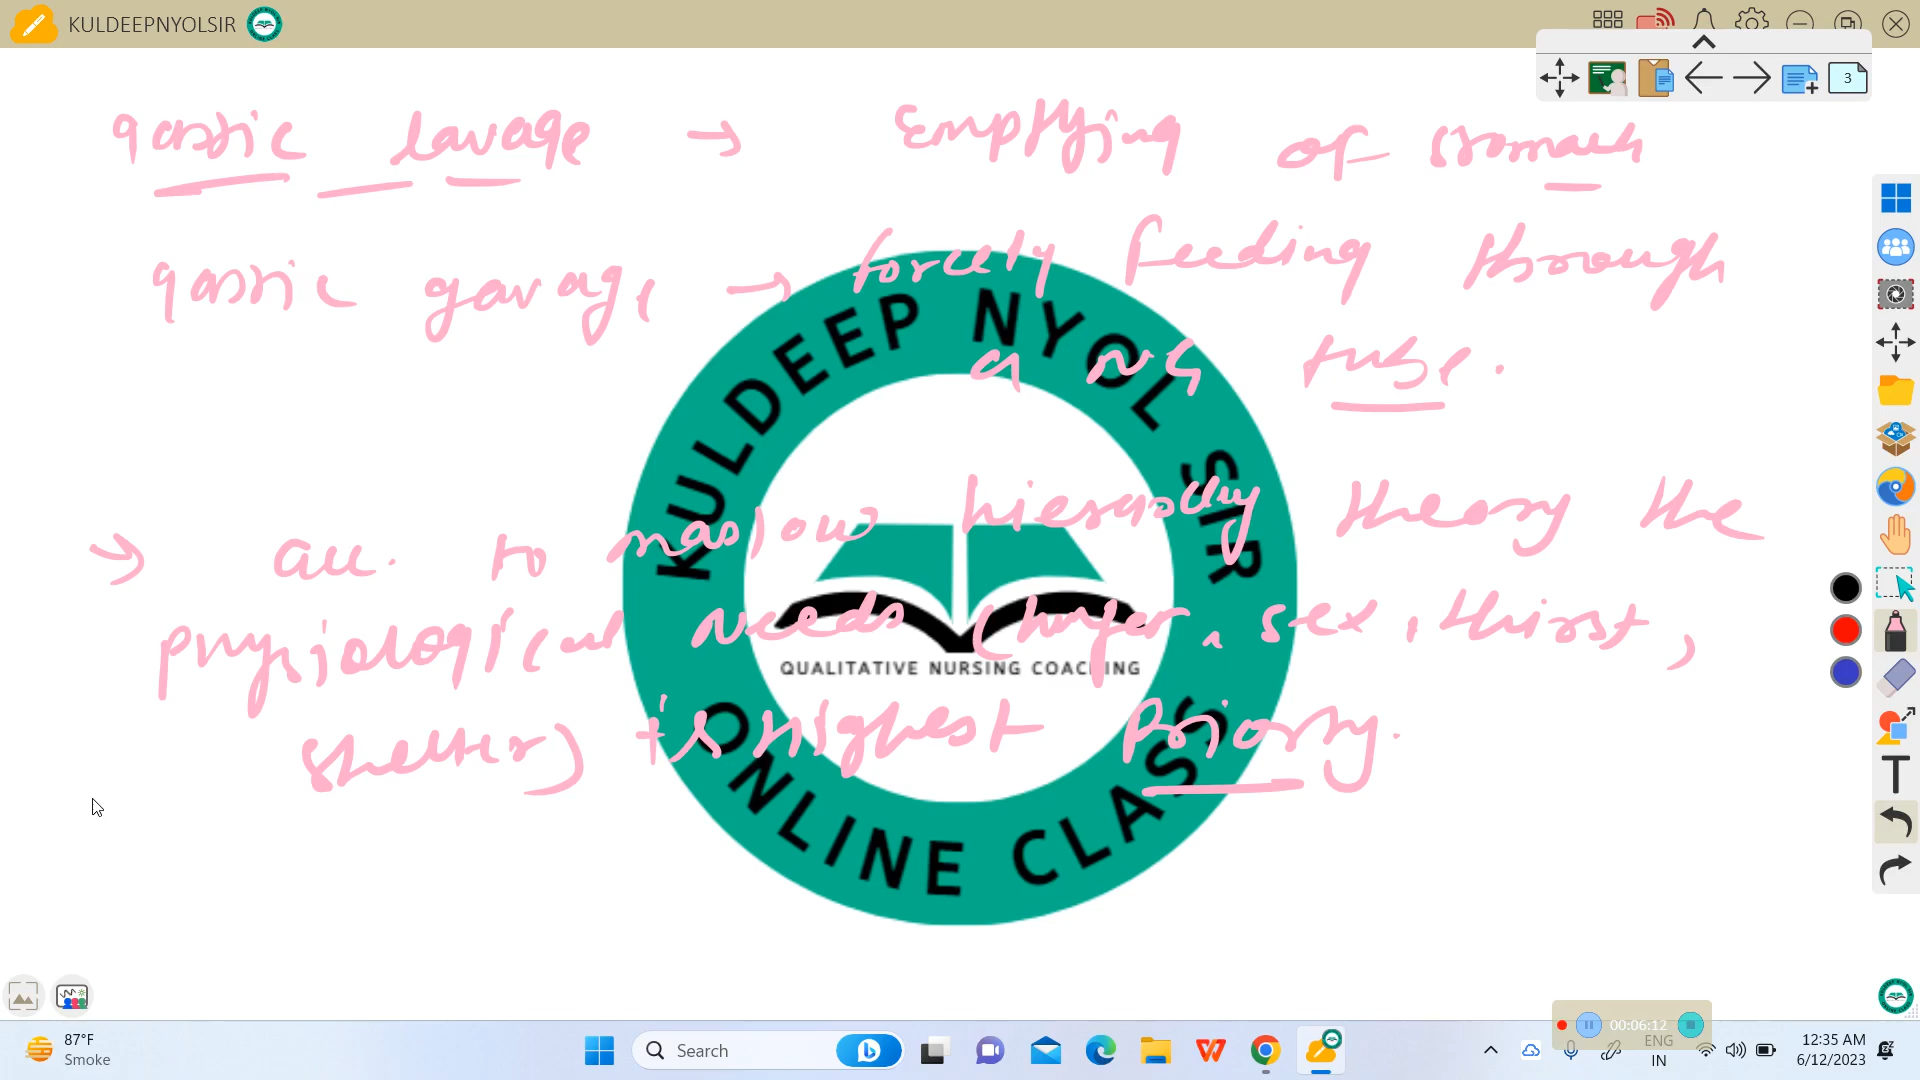 KULDEEPNYOLSIR
3
gastric lavage → Emptying of stomach
gastric gavage → forcely feeding through
a NG tube.
→ acc. to maslow hierarchy theory the
physiological needs (hunger, sex, thirst,
shelter) is highest Priority.
KULDEEP NYOL SIR
QUALITATIVE NURSING COACHING
ONLINE CLASS
00:06:12
87°F
Smoke
Search
ENG
IN
12:35 AM
6/12/2023